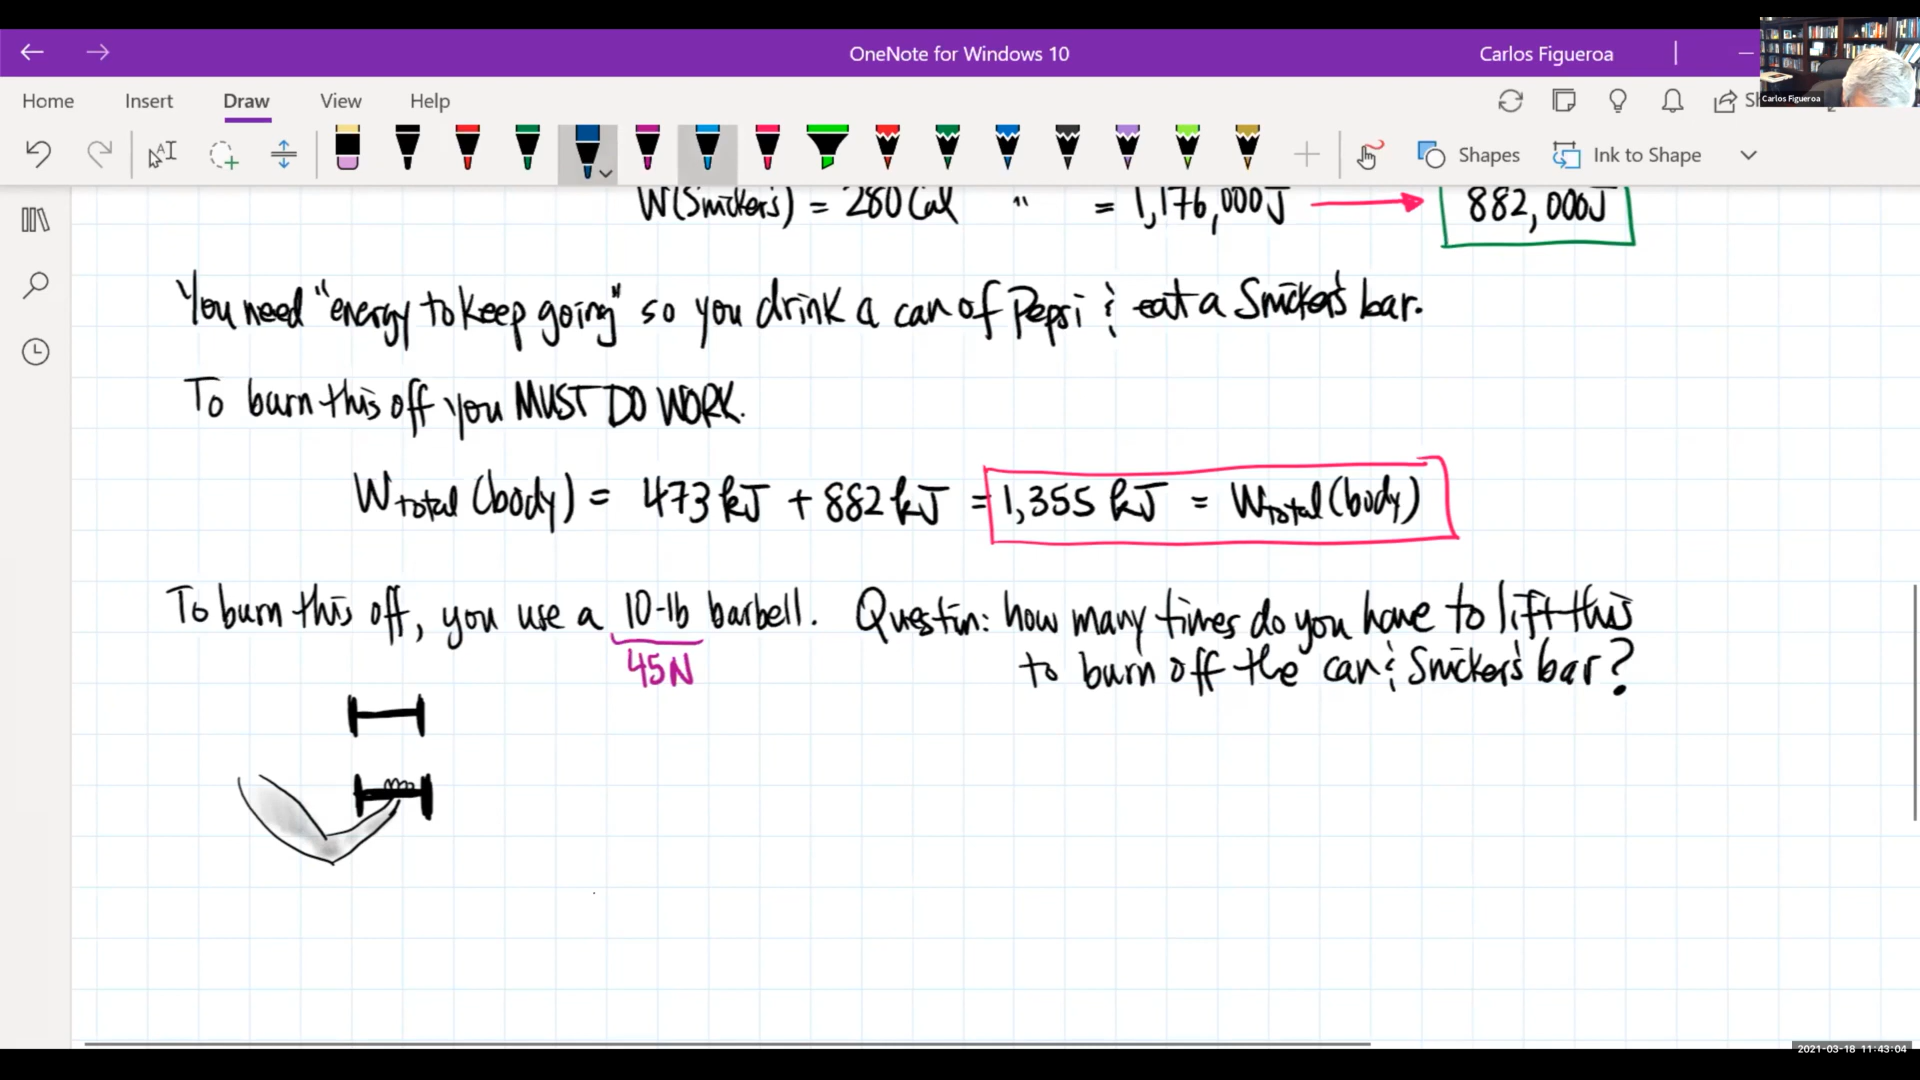 OneNote for Windows 10
Carlos Figueroa
Home Insert Draw View Help
Carlos Figueroa
Shapes Ink to Shape
W(Snickers) = 280 Cal " = 1,176,000J → 882,000J
You need "energy to keep going" so you drink a can of Pepsi & eat a Snicker's bar.
To burn this off you MUST DO WORK.
Wtotal (body) = 473 kJ + 882 kJ = 1,355 kJ = Wtotal (body)
To burn this off, you use a 10-lb barbell. Question: how many times do you have to lift this
45N
to burn off the can & Snicker's bar?
2021-03-18 11:43:04